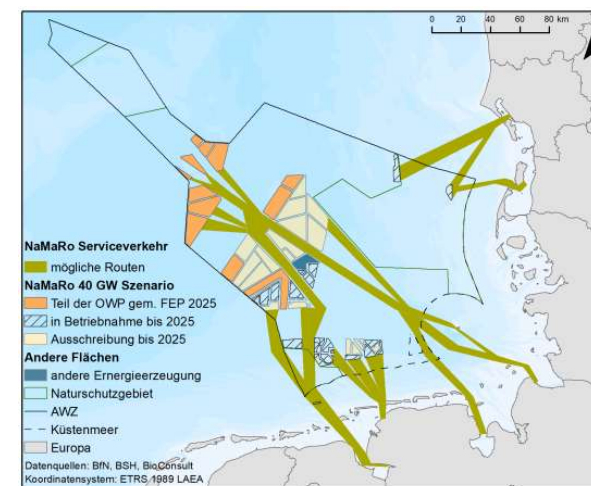 0 20 40 60 80 km
NaMaRo Serviceverkehr
mögliche Routen
NaMaRo 40 GW Szenario
Teil der OWP gem. FEP 2025
in Betriebnahme bis 2025
Ausschreibung bis 2025
Andere Flächen
andere Ernergieerzeugung
Naturschutzgebiet
AWZ
Küstenmeer
Europa
Datenquellen: BfN, BSH, BioConsult
Koordinatensystem: ETRS 1989 LAEA